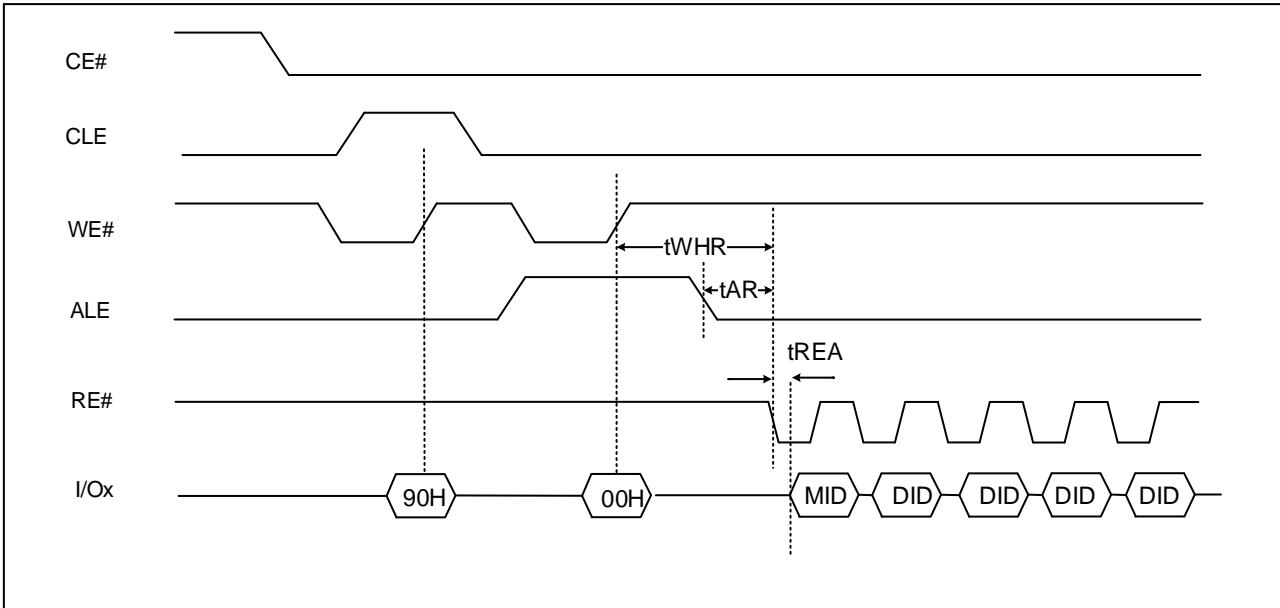 CE#
CLE
WE#
tWHR
tAR
ALE
tREA
RE#
I/Ox
90H
00H
MID
DID
DID
DID
DID